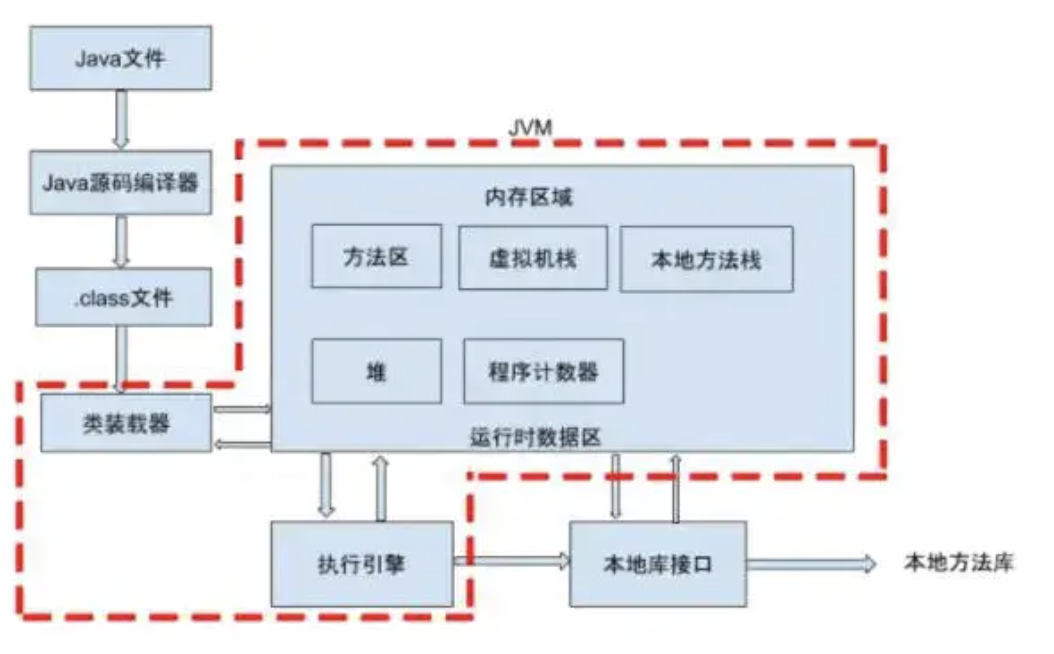 Java文件
JVM
Java源码编译器
内存区域
方法区
虚拟机栈
本地方法栈
.class文件
堆
程序计数器
类装载器
运行时数据区
执行引擎
本地库接口
本地方法库